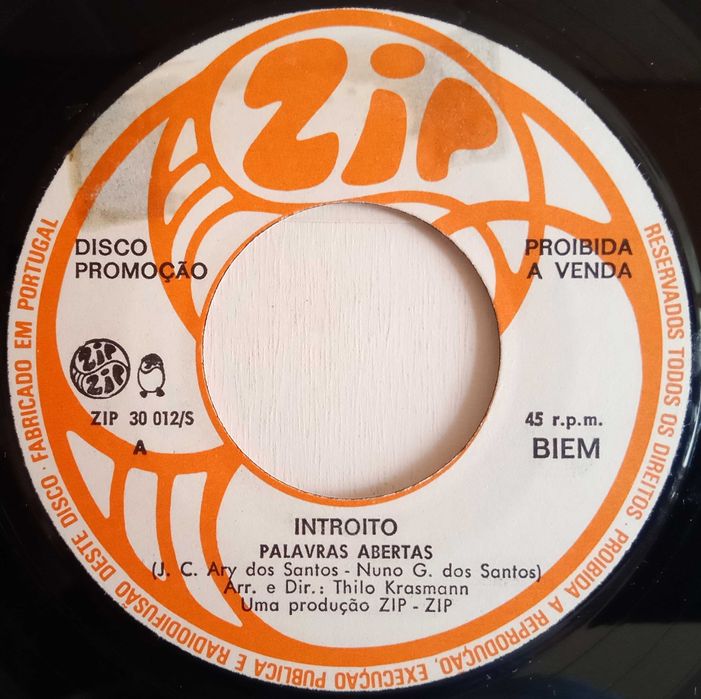 Zip
DISCO
PROMOÇÃO
PROIBIDA
A VENDA
ZIP
ZIP
ZIP 30 012/S
A
45 r.p.m.
BIEM
INTROITO
PALAVRAS ABERTAS
(J. C. Ary dos Santos - Nuno G. dos Santos)
Arr. e Dir.: Thilo Krasmann
Uma produção ZIP - ZIP
RESERVADOS TODOS OS DIREITOS · PROIBIDA A REPRODUÇÃO, EXECUÇÃO PUBLICA E RADIODIFUSÃO DESTE DISCO · FABRICADO EM PORTUGAL